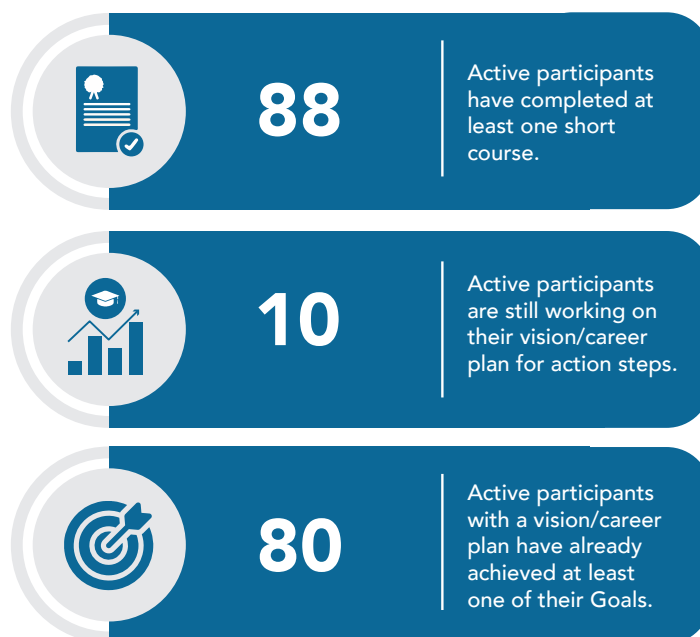 88
Active participants
have completed at
least one short
course.
10
Active participants
are still working on
their vision/career
plan for action steps.
80
Active participants
with a vision/career
plan have already
achieved at least
one of their Goals.